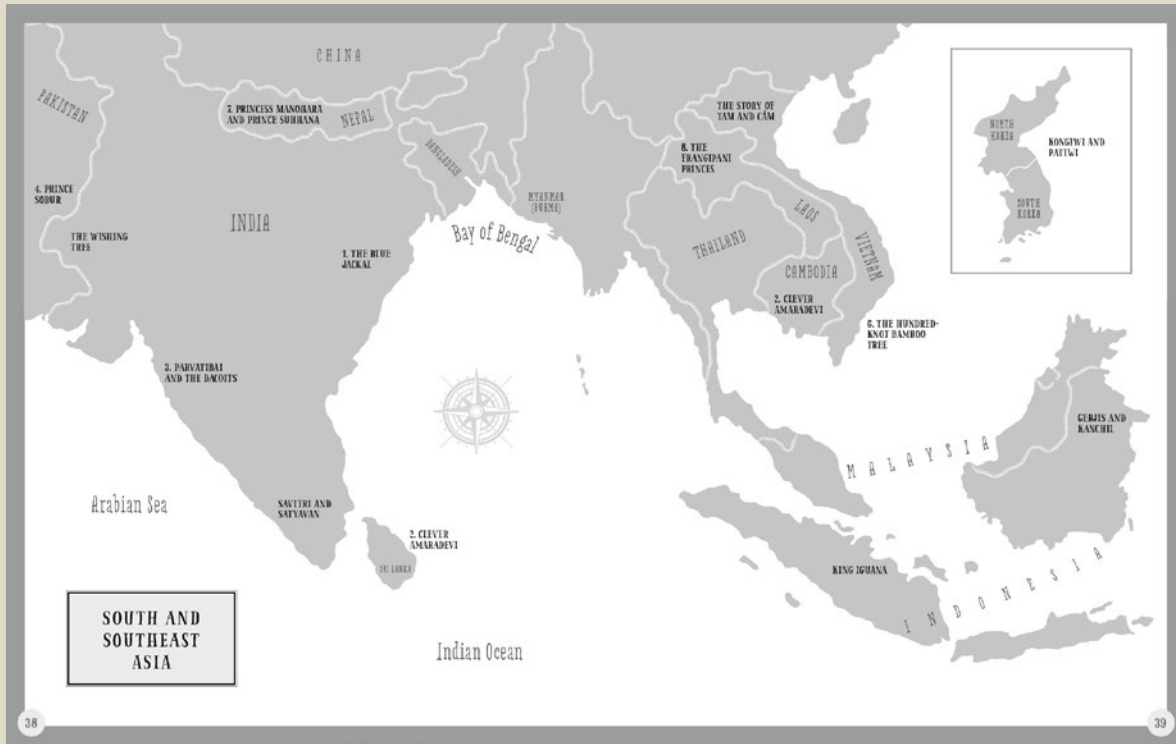 CHINA
PAKISTAN
7. PRINCESS MANOHARA
AND PRINCE SUDHANA
NEPAL
BANGLADESH
THE STORY OF
TAM AND CÁM
8. THE
FRANGIPANI
PRINCES
4. PRINCE
SOBUR
INDIA
THE WISHING
TREE
1. THE BLUE
JACKAL
Bay of Bengal
MYANMAR
(BURMA)
THAILAND
LAOS
VIETNAM
CAMBODIA
2. CLEVER
AMARADEVI
6. THE HUNDRED-
KNOT BAMBOO
TREE
NORTH
KOREA
KONGJWI AND
PATJWI
SOUTH
KOREA
3. PARVATIBAI
AND THE DACOITS
GERJIS AND
KANCHIL
MALAYSIA
Arabian Sea
SAVITRI AND
SATYAVAN
2. CLEVER
AMARADEVI
SRI LANKA
KING IGUANA
INDONESIA
SOUTH AND
SOUTHEAST
ASIA
Indian Ocean
38
39